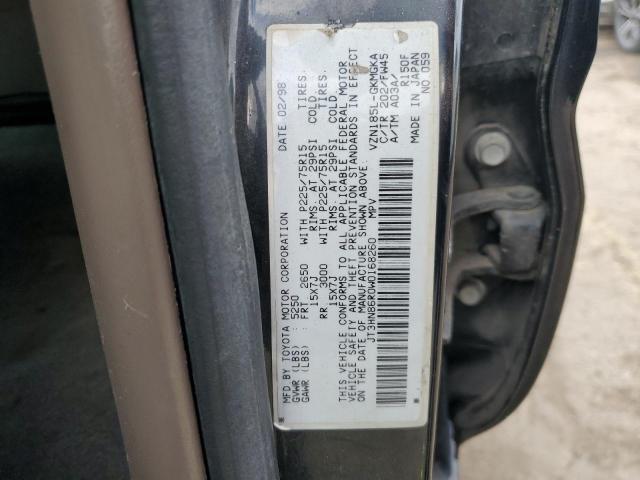 MFD BY TOYOTA MOTOR CORPORATION DATE 02/98
GVWR (LBS) 5250
GAWR (LBS) FRT 2650 WITH P225/75R15 TIRES.
15X7J RIMS. AT 29PSI COLD
RR 3000 WITH P225/75R15 TIRES.
15X7J RIMS. AT 29PSI COLD
THIS VEHICLE CONFORMS TO ALL APPLICABLE FEDERAL MOTOR
VEHICLE SAFETY AND THEFT PREVENTION STANDARDS IN EFFECT
ON THE DATE OF MANUFACTURE SHOWN ABOVE.
JT3HN86R0W0168260 MPV
VZN185L-GKMGKA
C/TR 202/FW45
A/TM A03A/R150F
MADE IN JAPAN
NO 059